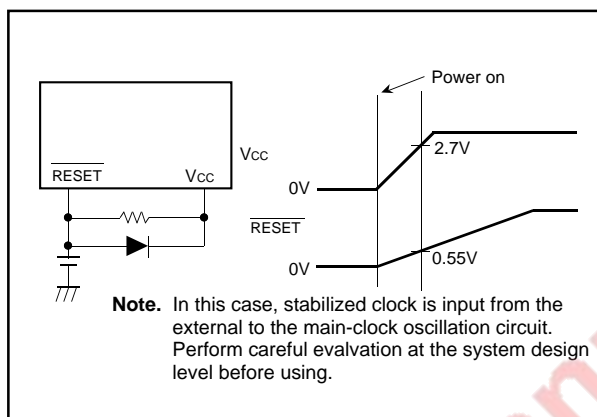 Power on
Vcc
2.7V
RESET
Vcc
0V
RESET
0.55V
0V
Note. In this case, stabilized clock is input from the
external to the main-clock oscillation circuit.
Perform careful evalvation at the system design
level before using.